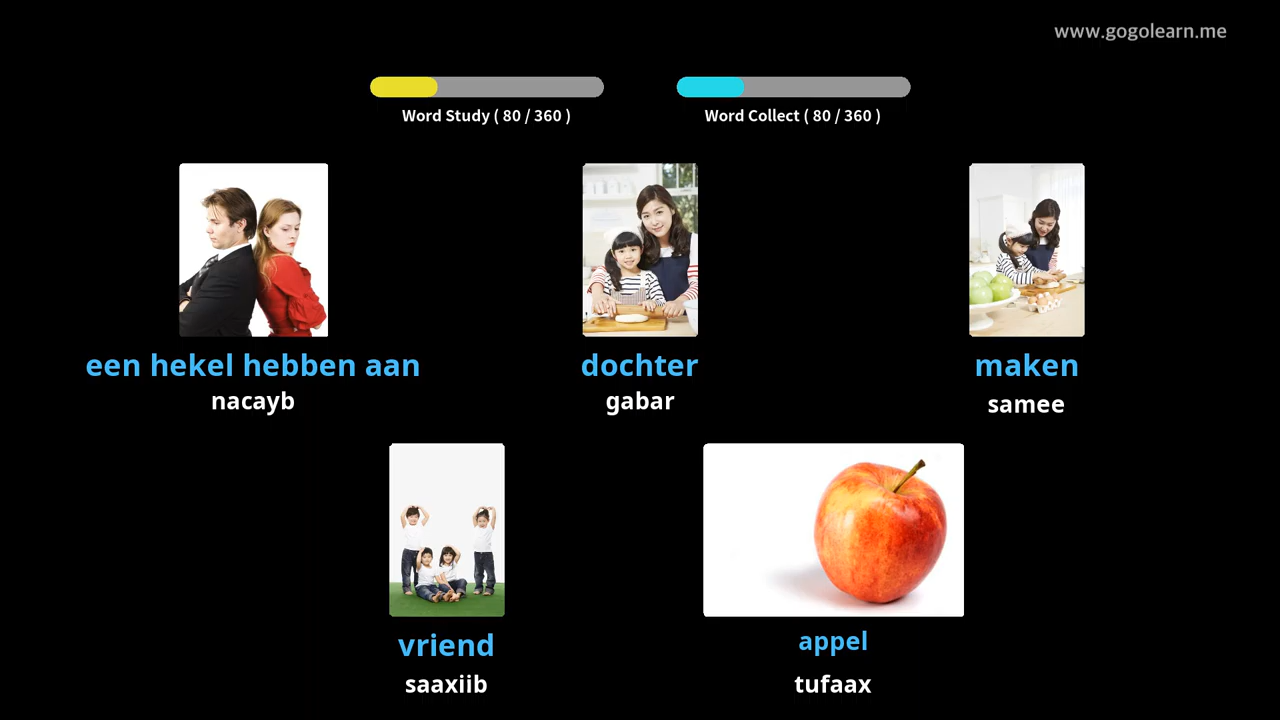 www.gogolearn.me
Word Study ( 80 / 360 )
Word Collect ( 80 / 360 )
een hekel hebben aan
nacayb
dochter
gabar
maken
samee
vriend
saaxiib
appel
tufaax